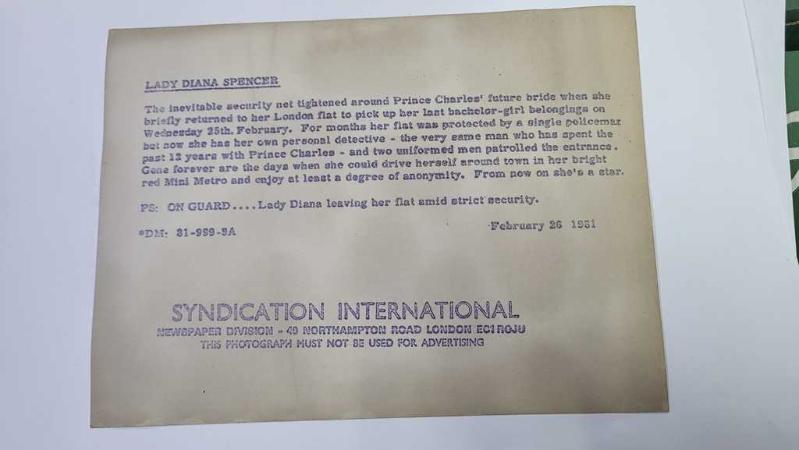 LADY DIANA SPENCER
The inevitable security net tightened around Prince Charles' future bride when she
briefly returned to her London flat to pick up her last bachelor-girl belongings on
Wednesday 25th. February. For months her flat was protected by a single policeman
but now she has her own personal detective - the very same man who has spent the
past 12 years with Prince Charles - and two uniformed men patrolled the entrance.
Gone forever are the days when she could drive herself around town in her bright
red Mini Metro and enjoy at least a degree of anonymity. From now on she's a star.
PS: ON GUARD....Lady Diana leaving her flat amid strict security.
*DM: 81-999-9A February 26 1981
SYNDICATION INTERNATIONAL
NEWSPAPER DIVISION - 40 NORTHAMPTON ROAD LONDON EC1R0JU
THIS PHOTOGRAPH MUST NOT BE USED FOR ADVERTISING